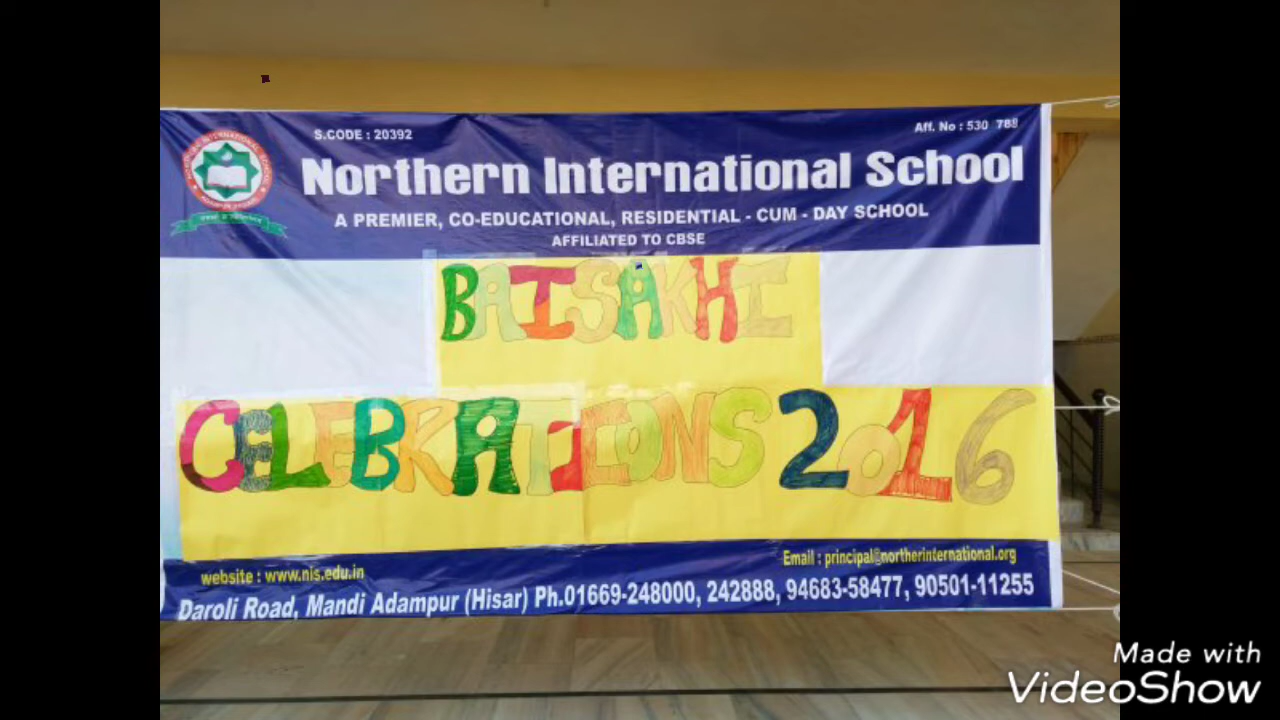 S.CODE : 20392
Aff. No : 530 788
Northern International School
A PREMIER, CO-EDUCATIONAL, RESIDENTIAL - CUM - DAY SCHOOL
AFFILIATED TO CBSE
BAISAKHI
CELEBRATIONS 2016
website : www.nis.edu.in
Email : principal@northerinternational.org
Daroli Road, Mandi Adampur (Hisar) Ph.01669-248000, 242888, 94683-58477, 90501-11255
Made with
VideoShow